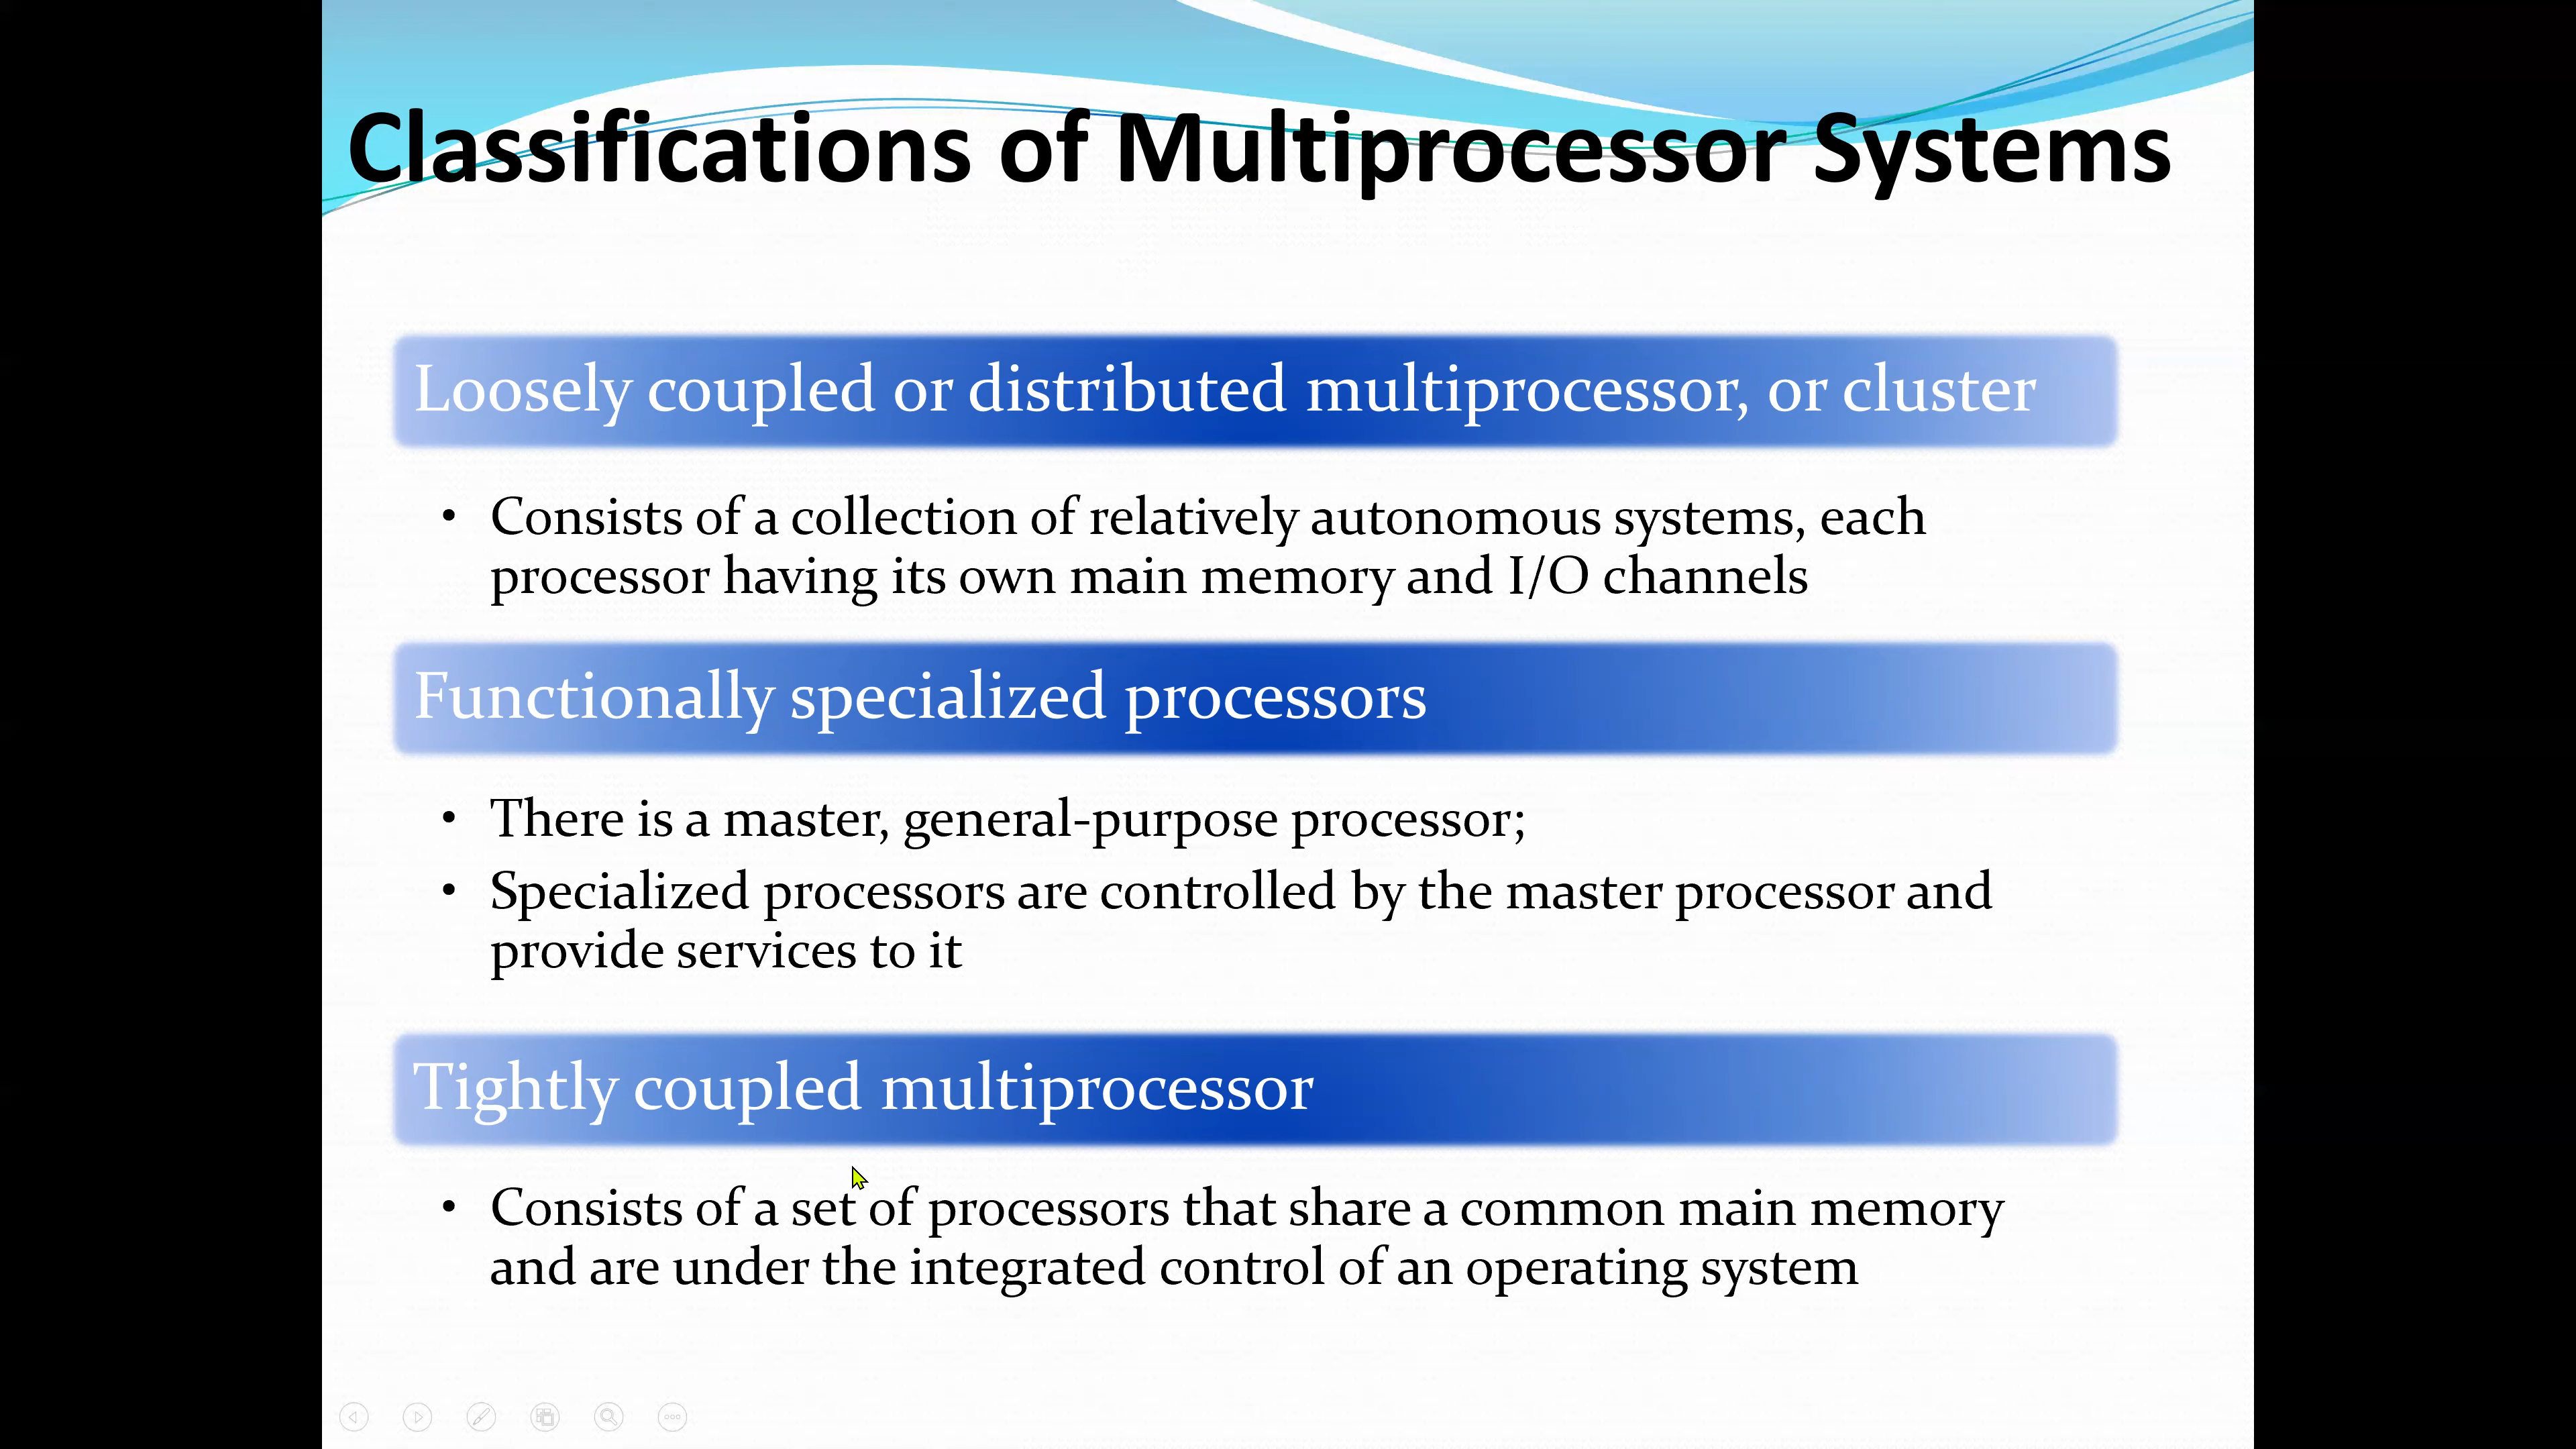 Classifications of Multiprocessor Systems
Loosely coupled or distributed multiprocessor, or cluster
• Consists of a collection of relatively autonomous systems, each
processor having its own main memory and I/O channels
Functionally specialized processors
• There is a master, general-purpose processor;
• Specialized processors are controlled by the master processor and
provide services to it
Tightly coupled multiprocessor
• Consists of a set of processors that share a common main memory
and are under the integrated control of an operating system